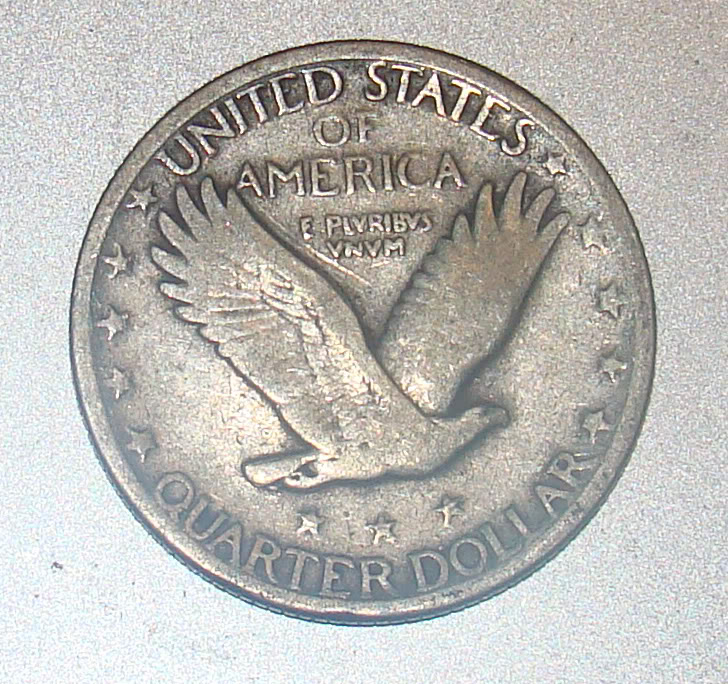 UNITED STATES
OF
AMERICA
E PLVRIBVS
VNVM
QUARTER DOLLAR